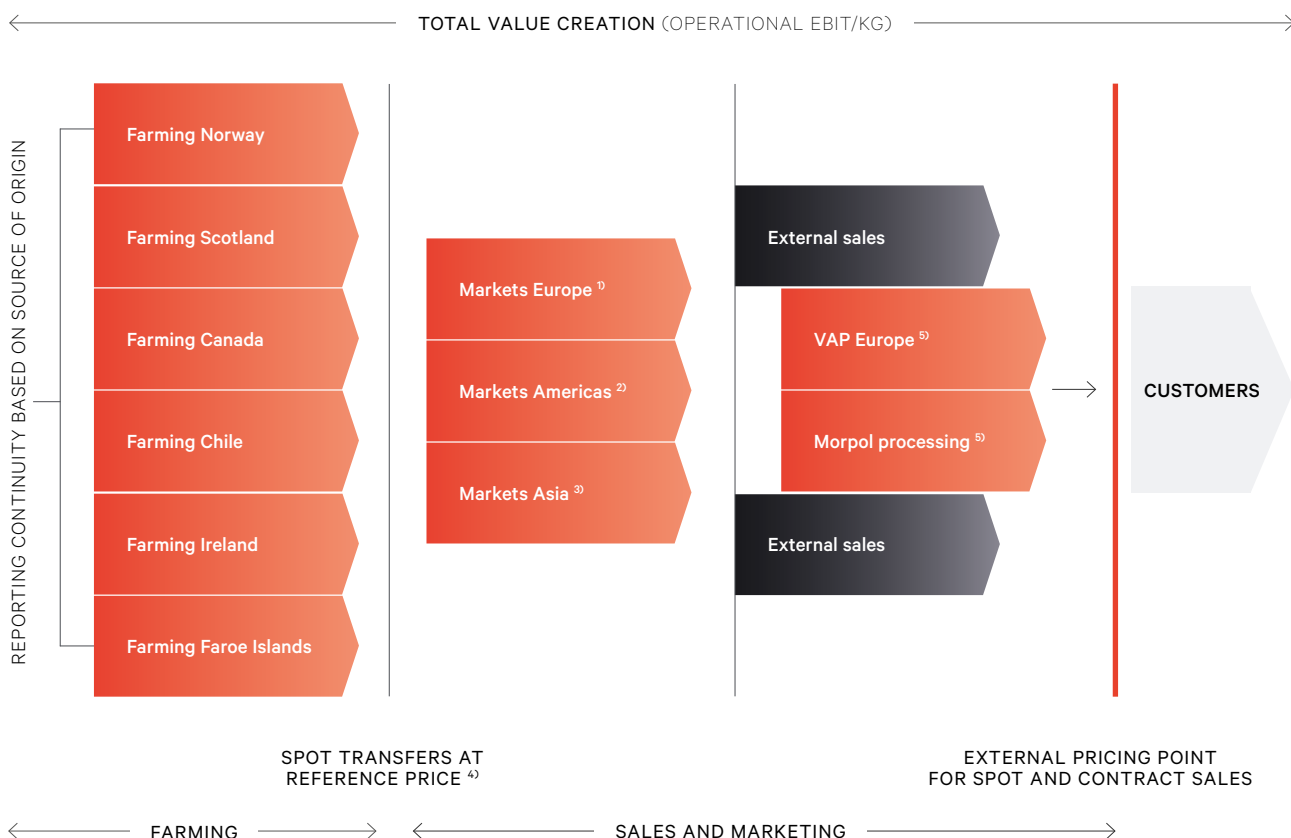 TOTAL VALUE CREATION (OPERATIONAL EBIT/KG)
REPORTING CONTINUITY BASED ON SOURCE OF ORIGIN
Farming Norway
Farming Scotland
Farming Canada
Farming Chile
Farming Ireland
Farming Faroe Islands
Markets Europe 1)
Markets Americas 2)
Markets Asia 3)
External sales
VAP Europe 5)
Morpol processing 5)
External sales
CUSTOMERS
SPOT TRANSFERS AT
REFERENCE PRICE 4)
EXTERNAL PRICING POINT
FOR SPOT AND CONTRACT SALES
FARMING
SALES AND MARKETING